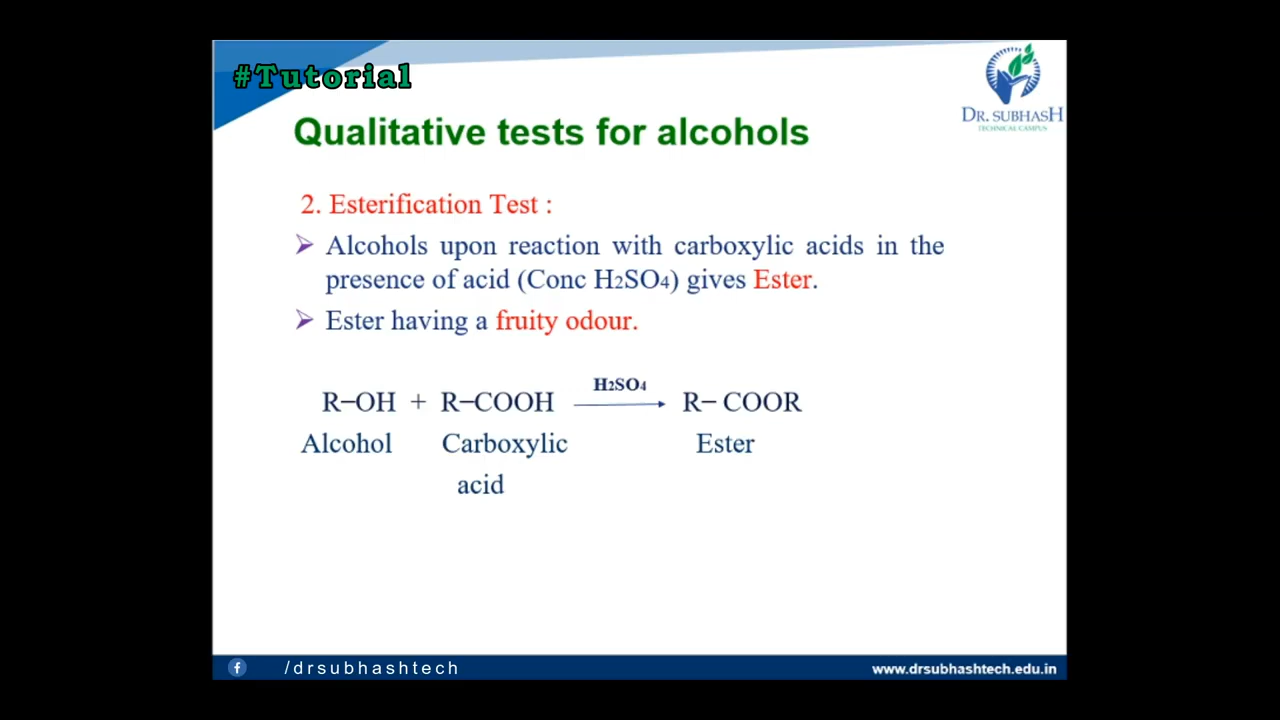 #Tutorial
DR. SUBHASH
TECHNICAL CAMPUS
Qualitative tests for alcohols
2. Esterification Test :
➢ Alcohols upon reaction with carboxylic acids in the
presence of acid (Conc H2SO4) gives Ester.
➢ Ester having a fruity odour.
H2SO4
R−OH + R−COOH ⟶ R− COOR
Alcohol Carboxylic Ester
acid
/drsubhashtech
www.drsubhashtech.edu.in